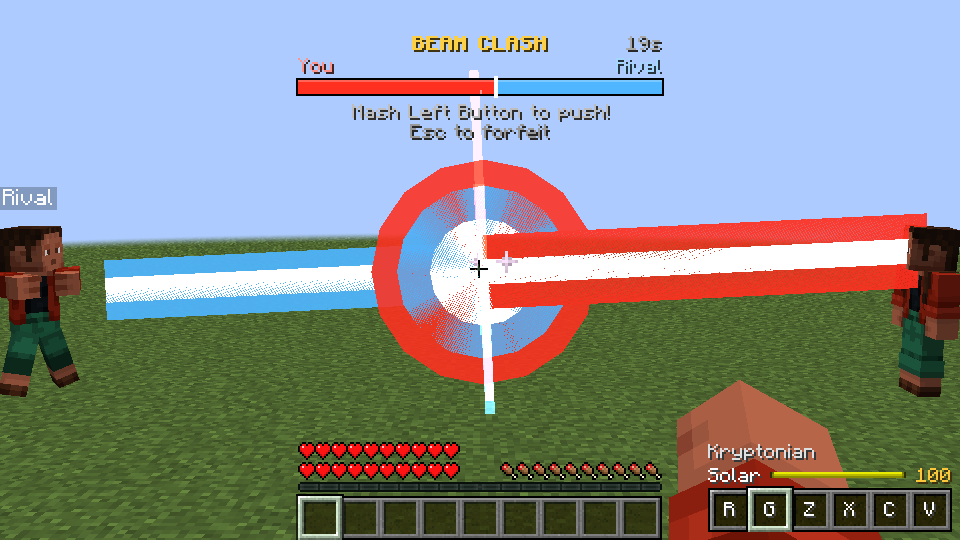 BEAM CLASH 19s
You Rival
Mash Left Button to push!
Esc to forfeit
Rival
Kryptonian
Solar 100
R G Z X C V